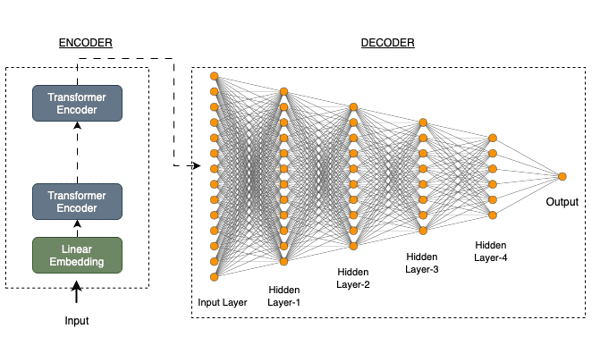 ENCODER
DECODER
Transformer
Encoder
Transformer
Encoder
Linear
Embedding
Input
Input Layer
Hidden
Layer-1
Hidden
Layer-2
Hidden
Layer-3
Hidden
Layer-4
Output